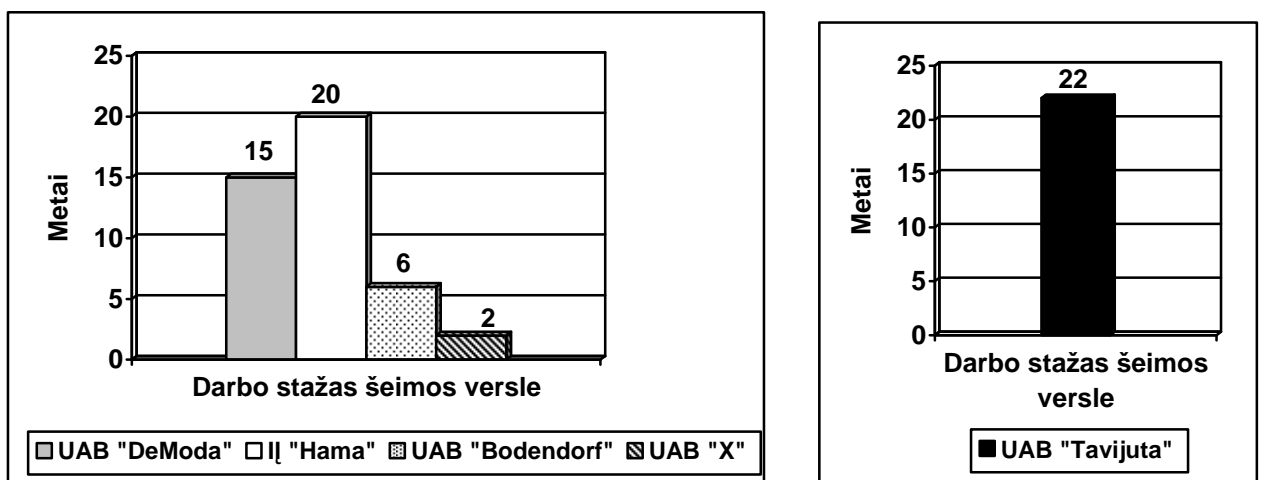 25
20
15
10
5
0
Metai
15
20
6
2
Darbo stažas šeimos versle
UAB "DeModa" IĮ "Hama" UAB "Bodendorf" UAB "X"
25
20
15
10
5
0
Metai
22
Darbo stažas šeimos
versle
UAB "Tavijuta"